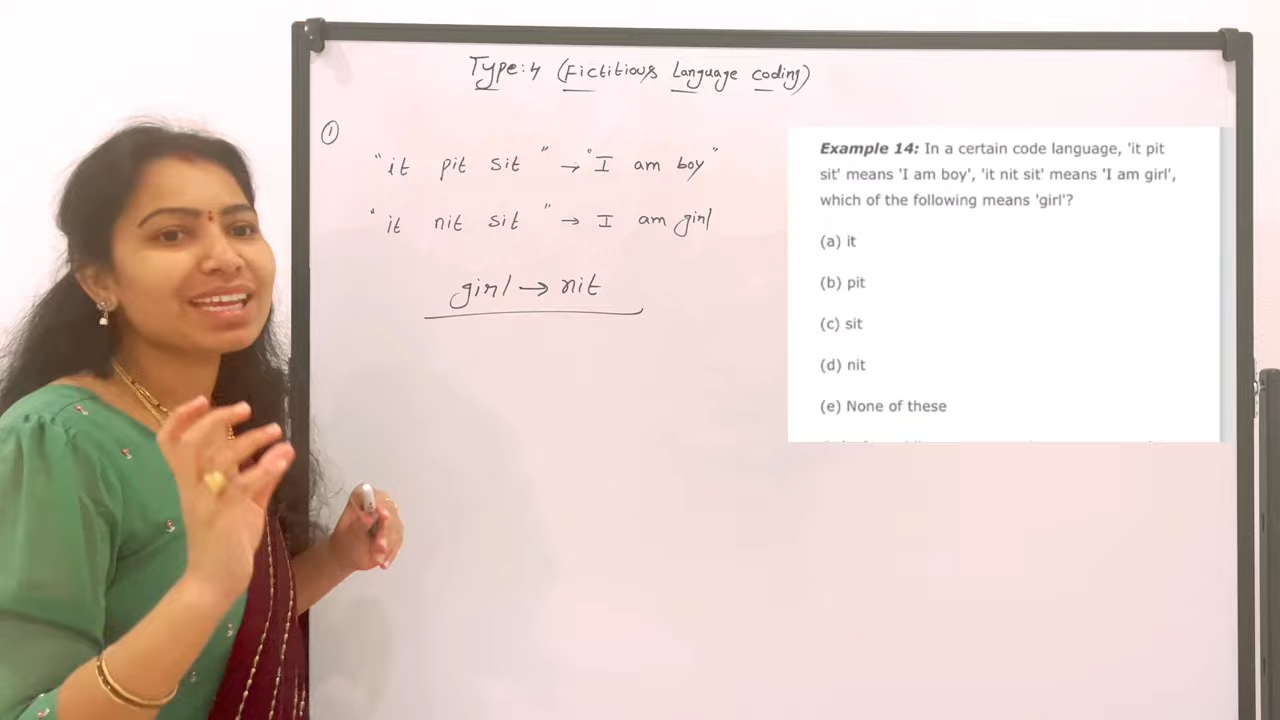 Type:4 (Fictitious Language coding)
①
"it pit sit" → "I am boy"
"it nit sit" → I am girl
girl → nit
Example 14: In a certain code language, 'it pit
sit' means 'I am boy', 'it nit sit' means 'I am girl',
which of the following means 'girl'?
(a) it
(b) pit
(c) sit
(d) nit
(e) None of these